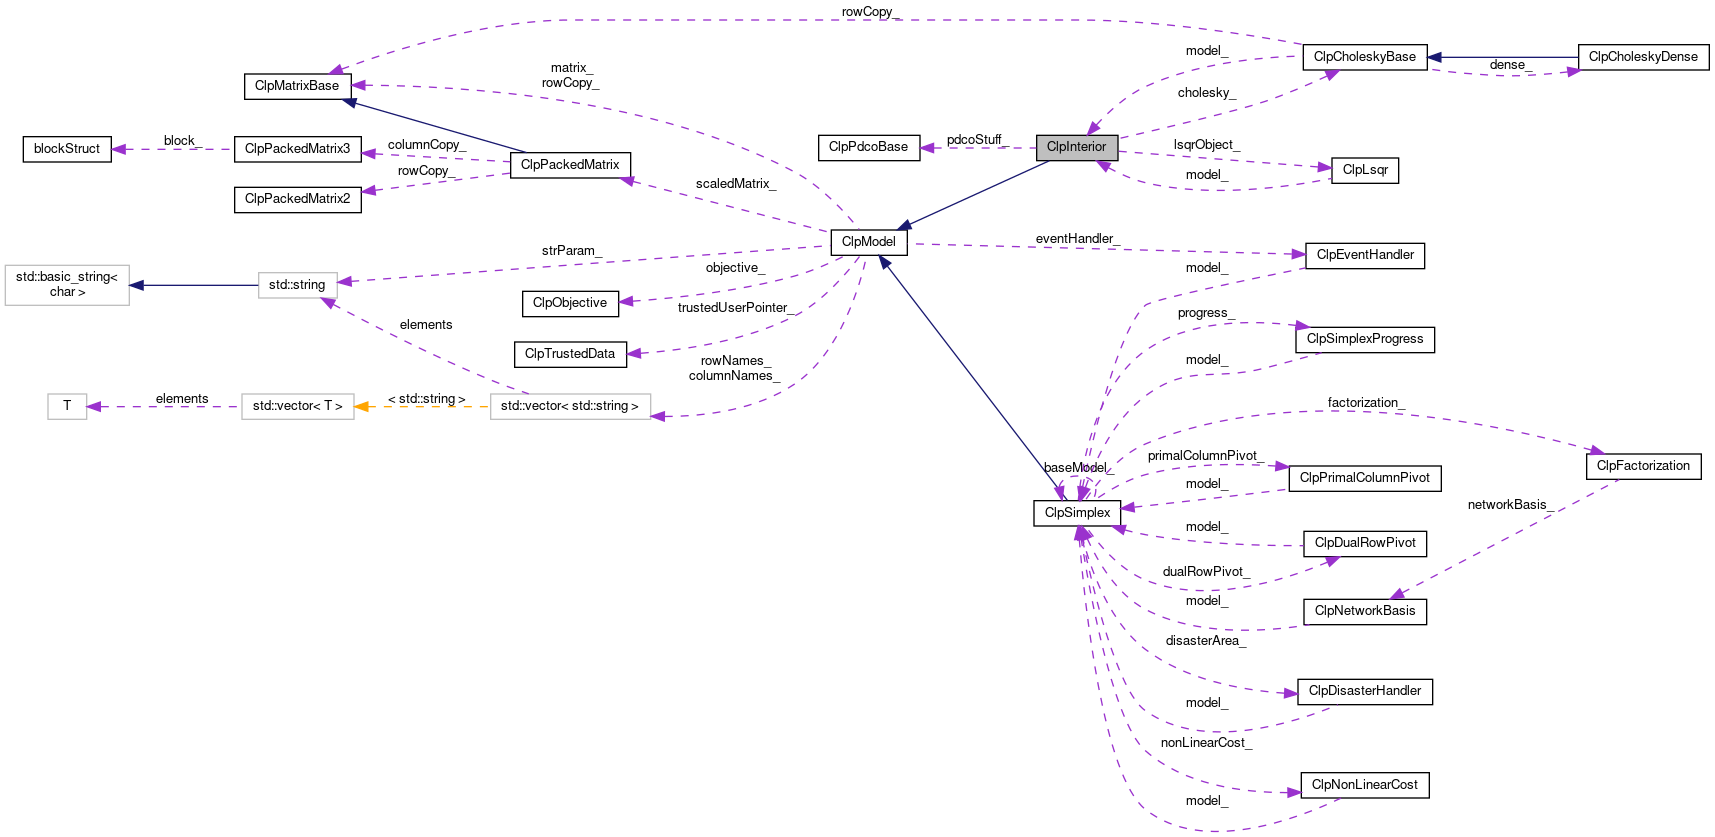 rowCopy_
model_
ClpCholeskyBase
ClpCholeskyDense
dense_
matrix_
rowCopy_
ClpMatrixBase
cholesky_
blockStruct
block_
ClpPackedMatrix3
columnCopy_
ClpPackedMatrix
ClpPdcoBase
pdcoStuff_
ClpInterior
lsqrObject_
ClpLsqr
model_
rowCopy_
ClpPackedMatrix2
scaledMatrix_
ClpModel
eventHandler_
ClpEventHandler
strParam_
model_
std::basic_string<
char >
std::string
objective_
ClpObjective
trustedUserPointer_
progress_
ClpSimplexProgress
elements
ClpTrustedData
rowNames_
columnNames_
model_
T
elements
std::vector< T >
< std::string >
std::vector< std::string >
factorization_
ClpFactorization
baseModel_
primalColumnPivot_
ClpPrimalColumnPivot
model_
networkBasis_
ClpSimplex
model_
ClpDualRowPivot
dualRowPivot_
model_
ClpNetworkBasis
disasterArea_
ClpDisasterHandler
model_
nonLinearCost_
ClpNonLinearCost
model_